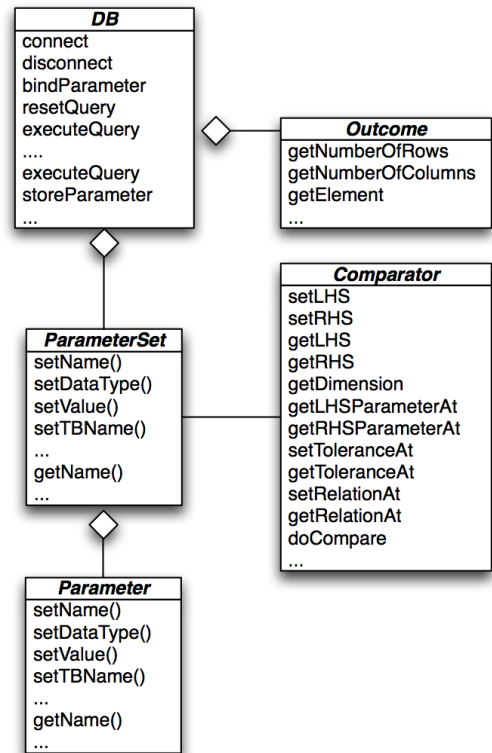 DB
connect
disconnect
bindParameter
resetQuery
executeQuery
....
executeQuery
storeParameter
...
Outcome
getNumberOfRows
getNumberOfColumns
getElement
...
Comparator
setLHS
setRHS
getLHS
getRHS
getDimension
getLHSParameterAt
getRHSParameterAt
setToleranceAt
getToleranceAt
setRelationAt
getRelationAt
doCompare
...
ParameterSet
setName()
setDataType()
setValue()
setTBName()
...
getName()
...
Parameter
setName()
setDataType()
setValue()
setTBName()
...
getName()
...